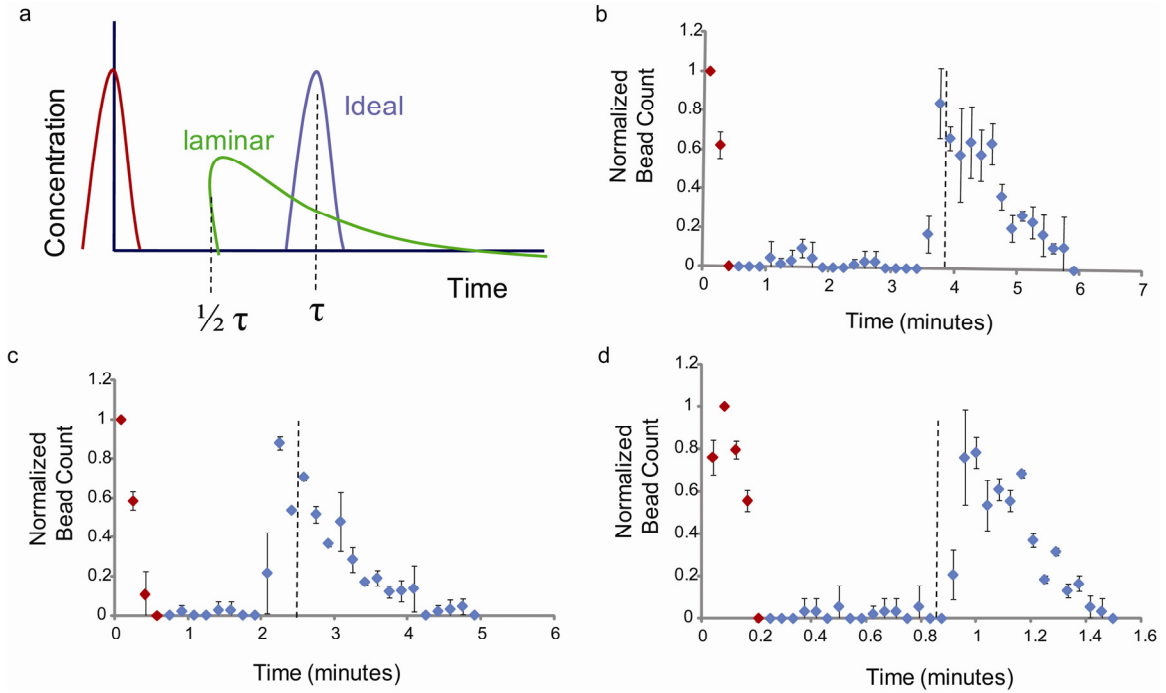 a
Concentration
laminar
Ideal
Time
½ τ
τ
b
Normalized
Bead Count
1.2
1
0.8
0.6
0.4
0.2
0
0 1 2 3 4 5 6 7
Time (minutes)
c
Normalized
Bead Count
1.2
1
0.8
0.6
0.4
0.2
0
0 1 2 3 4 5 6
Time (minutes)
d
Normalized
Bead Count
1.2
1
0.8
0.6
0.4
0.2
0
0 0.2 0.4 0.6 0.8 1 1.2 1.4 1.6
Time (minutes)